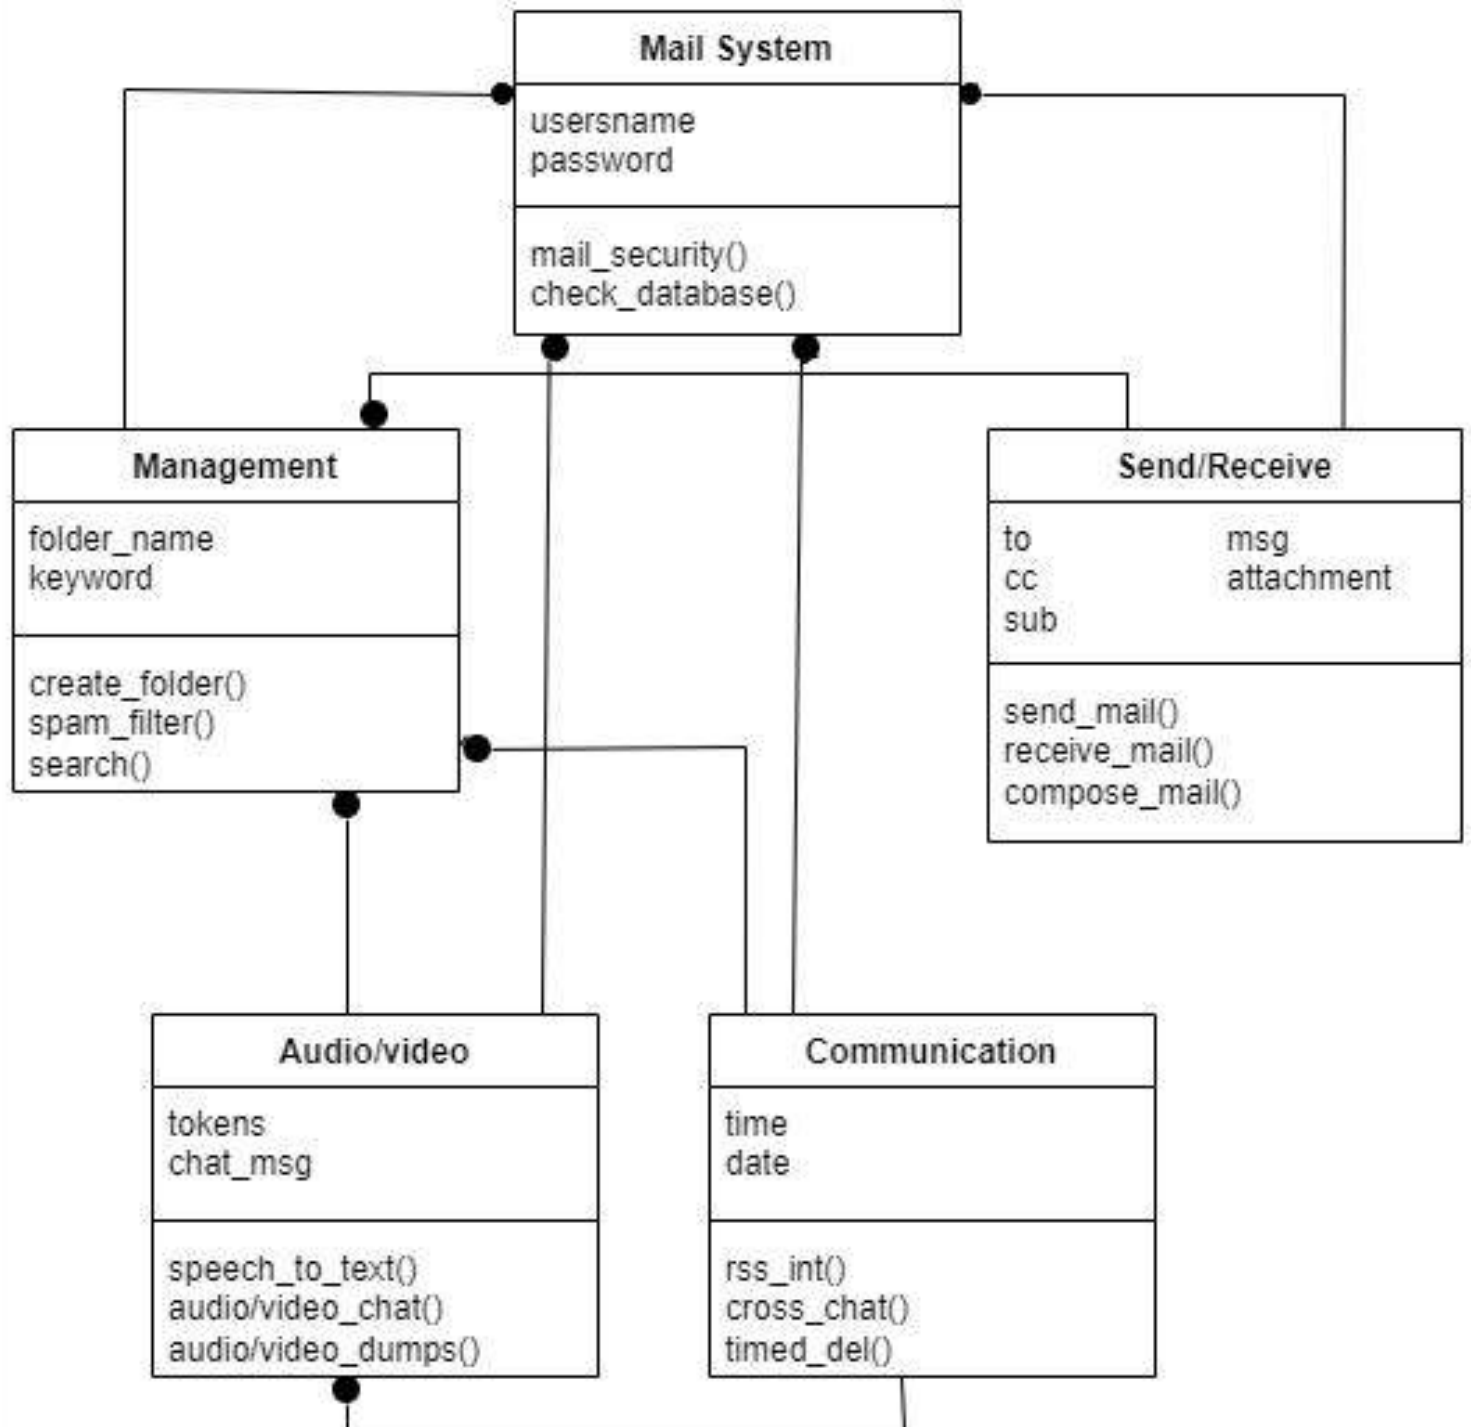 Mail System
usersname
password
mail_security()
check_database()
Management
folder_name
keyword
create_folder()
spam_filter()
search()
Send/Receive
to msg
cc attachment
sub
send_mail()
receive_mail()
compose_mail()
Audio/video
tokens
chat_msg
speech_to_text()
audio/video_chat()
audio/video_dumps()
Communication
time
date
rss_int()
cross_chat()
timed_del()